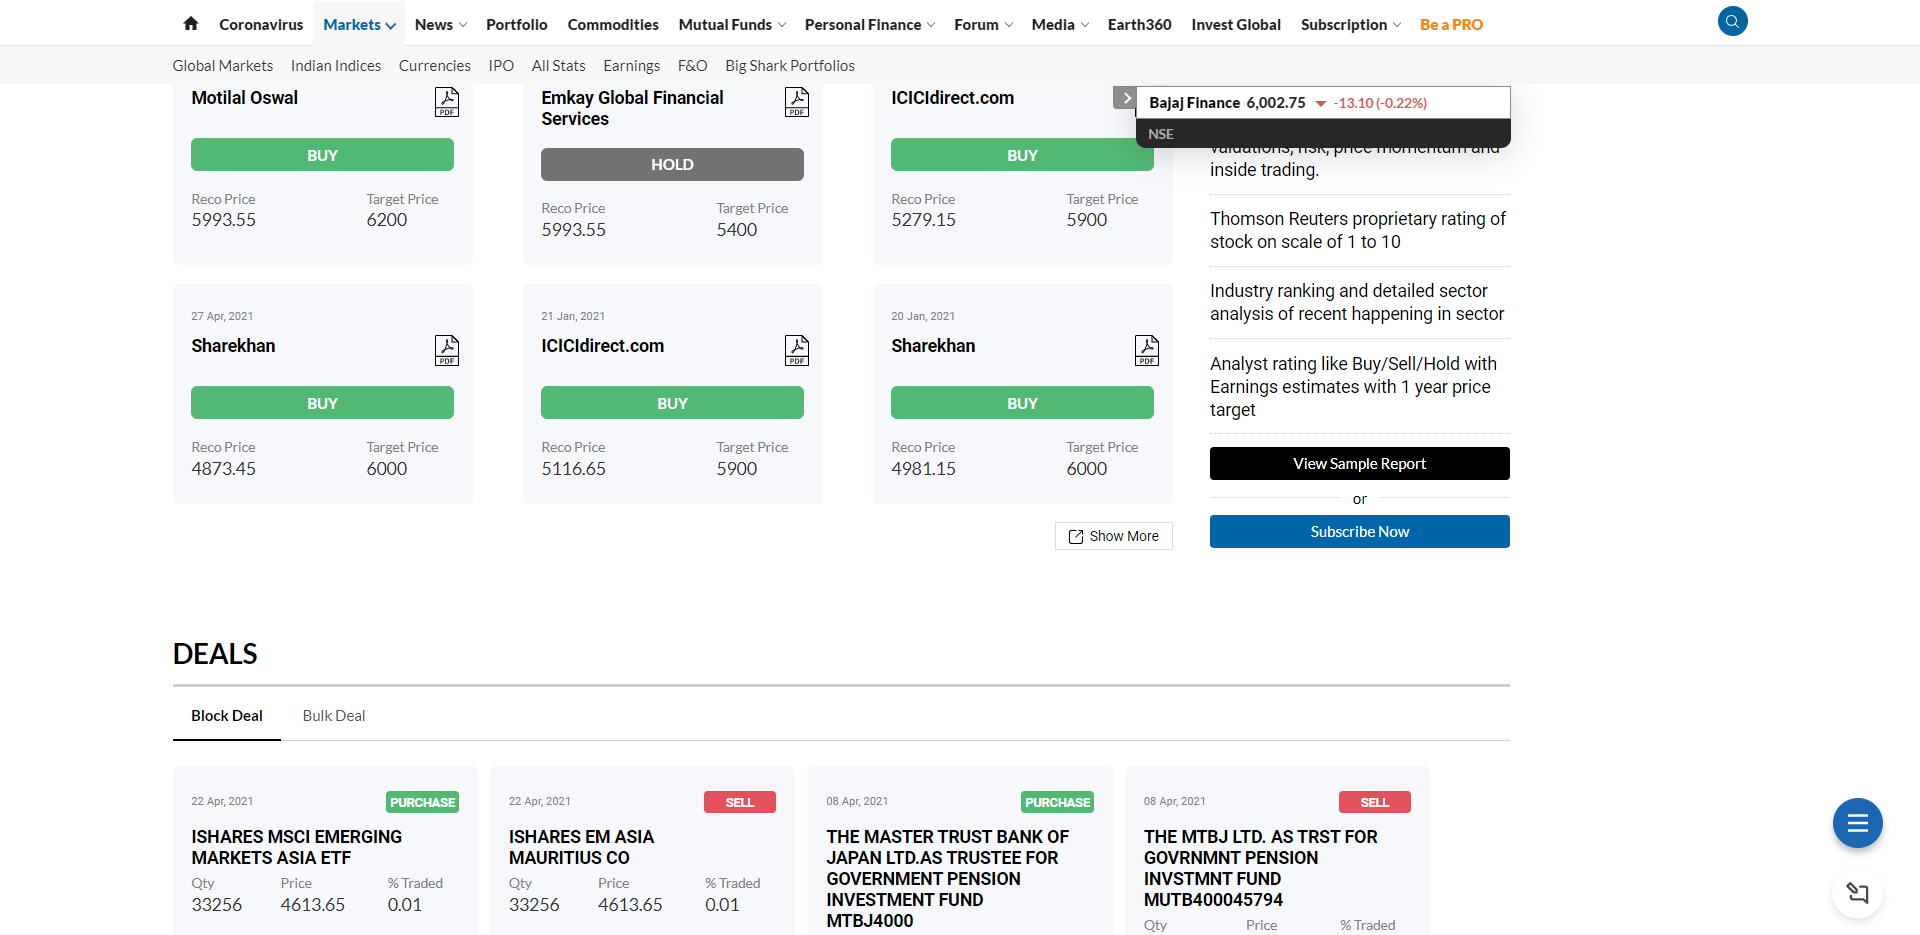 Coronavirus Markets News Portfolio Commodities Mutual Funds Personal Finance Forum Media Earth360 Invest Global Subscription Be a PRO
Global Markets Indian Indices Currencies IPO All Stats Earnings F&O Big Shark Portfolios
Motilal Oswal
PDF
BUY
Reco Price Target Price
5993.55 6200
Emkay Global Financial
Services
PDF
HOLD
Reco Price Target Price
5993.55 5400
ICICIdirect.com
BUY
Reco Price Target Price
5279.15 5900
Bajaj Finance 6,002.75 -13.10 (-0.22%)
NSE
valuations, risk, price momentum and
inside trading.
Thomson Reuters proprietary rating of
stock on scale of 1 to 10
Industry ranking and detailed sector
analysis of recent happening in sector
Analyst rating like Buy/Sell/Hold with
Earnings estimates with 1 year price
target
View Sample Report
or
Subscribe Now
27 Apr, 2021
Sharekhan
PDF
BUY
Reco Price Target Price
4873.45 6000
21 Jan, 2021
ICICIdirect.com
PDF
BUY
Reco Price Target Price
5116.65 5900
20 Jan, 2021
Sharekhan
PDF
BUY
Reco Price Target Price
4981.15 6000
Show More
DEALS
Block Deal Bulk Deal
22 Apr, 2021 PURCHASE
ISHARES MSCI EMERGING
MARKETS ASIA ETF
Qty Price % Traded
33256 4613.65 0.01
22 Apr, 2021 SELL
ISHARES EM ASIA
MAURITIUS CO
Qty Price % Traded
33256 4613.65 0.01
08 Apr, 2021 PURCHASE
THE MASTER TRUST BANK OF
JAPAN LTD.AS TRUSTEE FOR
GOVERNMENT PENSION
INVESTMENT FUND
MTBJ4000
08 Apr, 2021 SELL
THE MTBJ LTD. AS TRST FOR
GOVRNMNT PENSION
INVSTMNT FUND
MUTB400045794
Qty Price % Traded